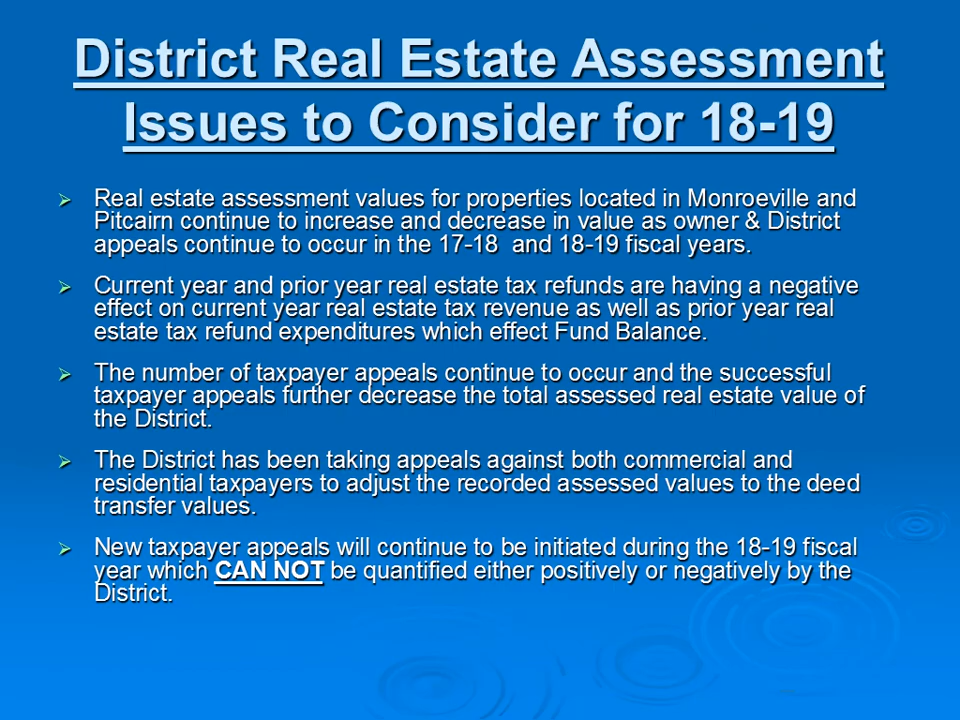 District Real Estate Assessment
Issues to Consider for 18-19
Real estate assessment values for properties located in Monroeville and
Pitcairn continue to increase and decrease in value as owner & District
appeals continue to occur in the 17-18 and 18-19 fiscal years.
Current year and prior year real estate tax refunds are having a negative
effect on current year real estate tax revenue as well as prior year real
estate tax refund expenditures which effect Fund Balance.
The number of taxpayer appeals continue to occur and the successful
taxpayer appeals further decrease the total assessed real estate value of
the District.
The District has been taking appeals against both commercial and
residential taxpayers to adjust the recorded assessed values to the deed
transfer values.
New taxpayer appeals will continue to be initiated during the 18-19 fiscal
year which CAN NOT be quantified either positively or negatively by the
District.